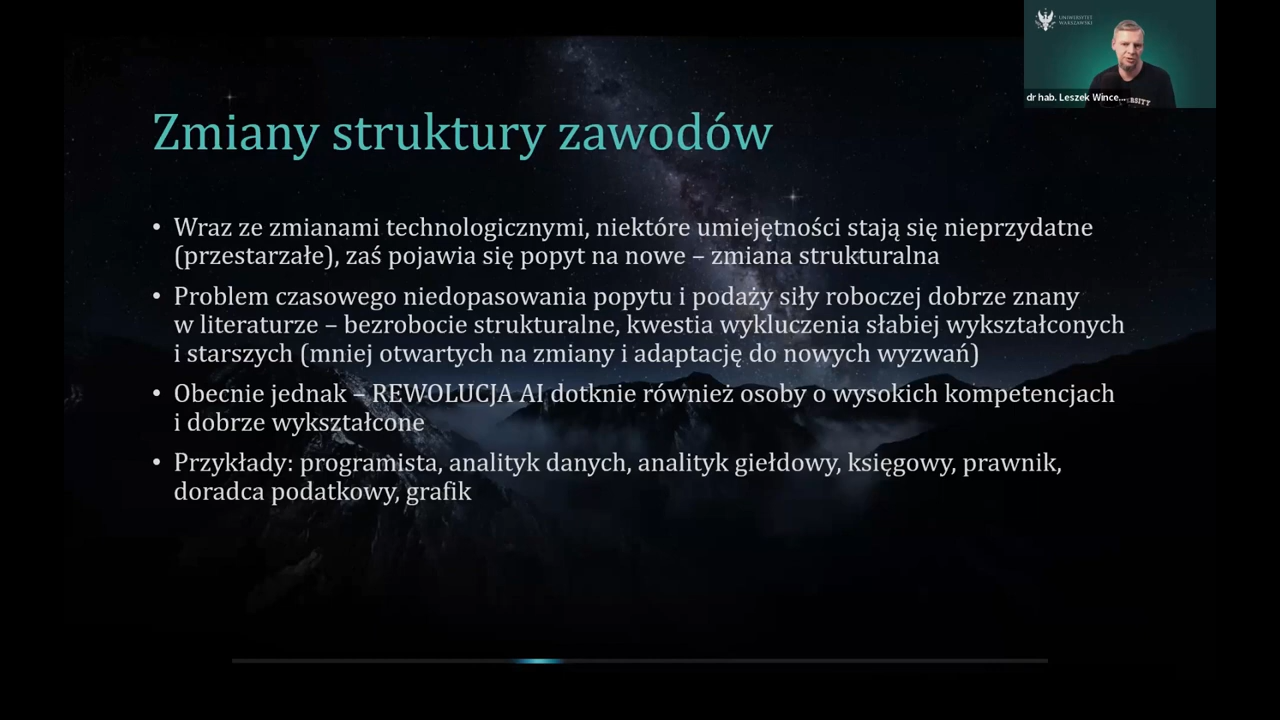 UNIWERSYTET
WARSZAWSKI
dr hab. Leszek Wince...
ERSITY
Zmiany struktury zawodów
• Wraz ze zmianami technologicznymi, niektóre umiejętności stają się nieprzydatne
(przestarzałe), zaś pojawia się popyt na nowe – zmiana strukturalna
• Problem czasowego niedopasowania popytu i podaży siły roboczej dobrze znany
w literaturze – bezrobocie strukturalne, kwestia wykluczenia słabiej wykształconych
i starszych (mniej otwartych na zmiany i adaptację do nowych wyzwań)
• Obecnie jednak – REWOLUCJA AI dotknie również osoby o wysokich kompetencjach
i dobrze wykształcone
• Przykłady: programista, analityk danych, analityk giełdowy, księgowy, prawnik,
doradca podatkowy, grafik